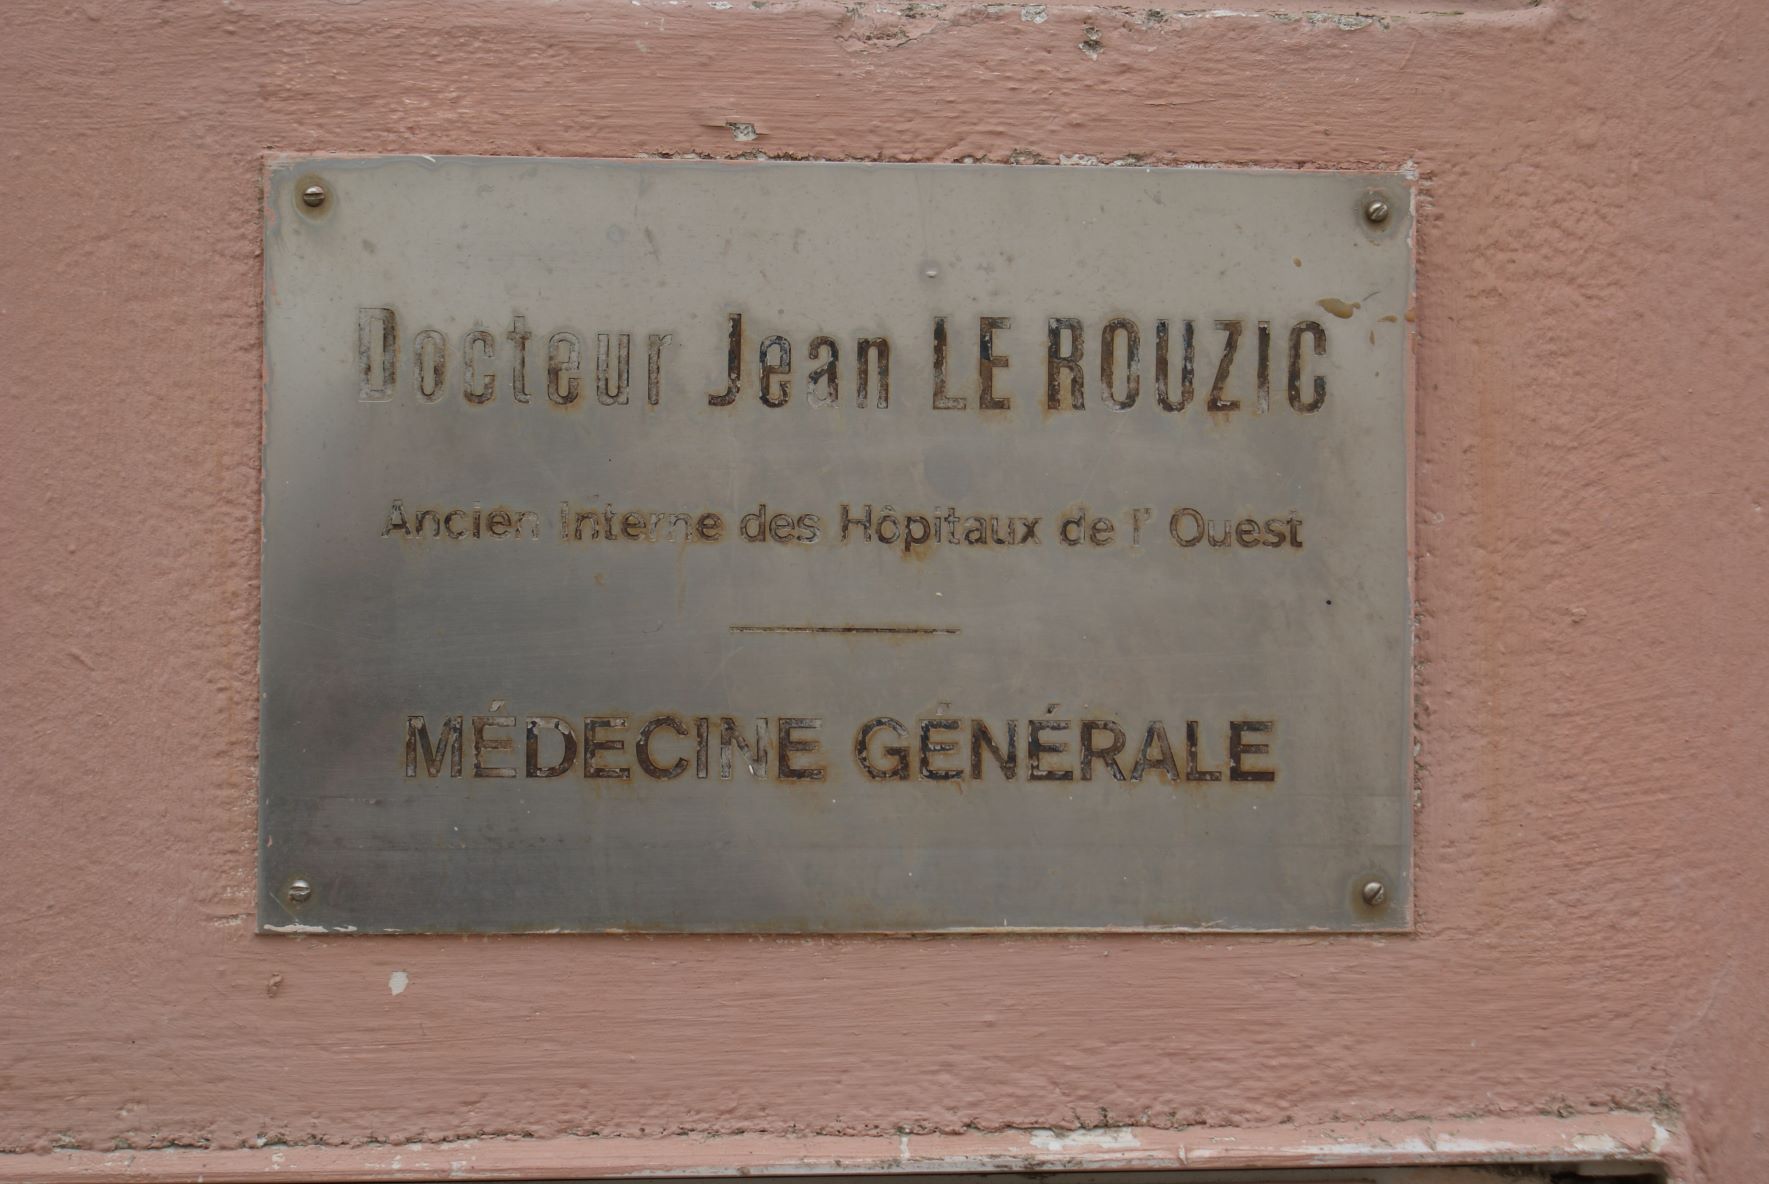 Docteur Jean LE ROUZIC
Ancien Interne des Hôpitaux de l' Ouest
MÉDECINE GÉNÉRALE